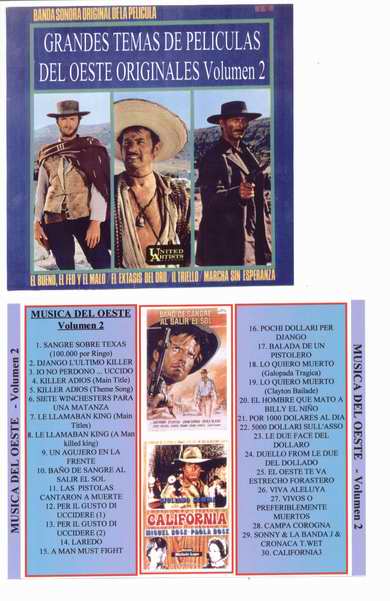 BANDA SONORA ORIGINAL DE LA PELICULA
GRANDES TEMAS DE PELICULAS
DEL OESTE ORIGINALES Volumen 2
UNITED
ARTISTS
EL BUENO, EL FEO Y EL MALO / EL EXTASIS DEL ORO / IL TRIELLO / MARCHA SIN ESPERANZA
MUSICA DEL OESTE - Volumen 2
MUSICA DEL OESTE
Volumen 2
1. SANGRE SOBRE TEXAS
(100.000 por Ringo)
2. DJANGO L'ULTIMO KILLER
3. IO NO PERDONO ... UCCIDO
4. KILLER ADIOS (Main Title)
5. KILLER ADIOS (Theme Song)
6. SIETE WINCHESTERS PARA
UNA MATANZA
7. LE LLAMABAN KING (Main
Titles)
8. LE LLAMABAN KING (A Man
killed king)
9. UN AGUJERO EN LA
FRENTE
10. BAÑO DE SANGRE AL
SALIR EL SOL
11. LAS PISTOLAS
CANTARON A MUERTE
12. PER IL GUSTO DI
UCCIDERE (1)
13. PER IL GUSTO DI
UCCIDERE (2)
14. LAREDO
15. A MAN MUST FIGHT
BAÑO DE SANGRE
AL SALIR EL SOL
CALIFORNIA
MIGUEL BOSE PAOLA BOSE
16. POCHI DOLLARI PER
DJANGO
17. BALADA DE UN
PISTOLERO
18. LO QUIERO MUERTO
(Galopada Tragica)
19. LO QUIERO MUERTO
(Clayton Bailade)
20. EL HOMBRE QUE MATO A
BILLY EL NIÑO
21. POR 1000 DOLARES AL DIA
22. 5000 DOLLARI SULL'ASSO
23. LE DUE FACE DEL
DOLLARO
24. DUELLO FROM LE DUE
DEL DOLLADO
25. EL OESTE TE VA
ESTRECHO FORASTERO
26. VIVA ALELUYA
27. VIVOS O
PREFERIBLEMENTE
MUERTOS
28. CAMPA COROGNA
29. SONNY & LA BANDA J &
CRONACA T.WET
30. CALIFORNIA3
MUSICA DEL OESTE - Volumen 2